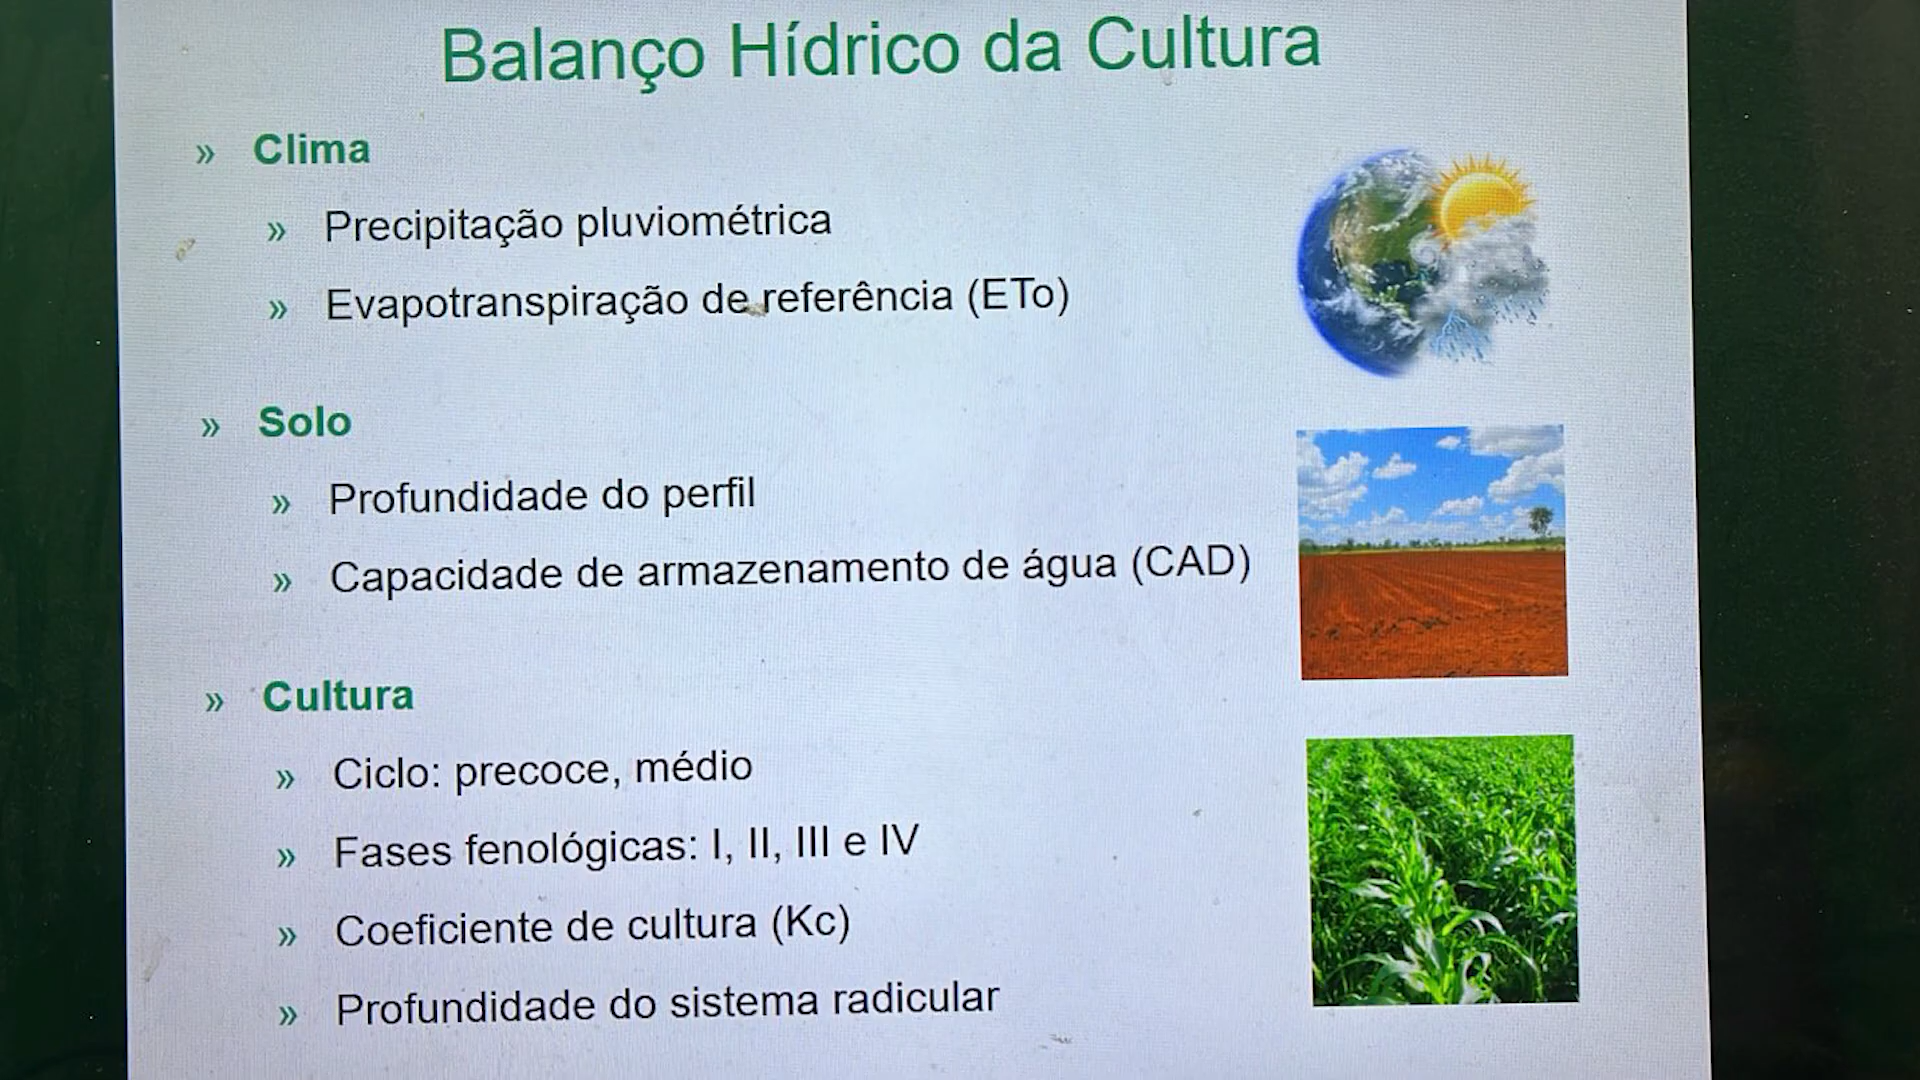 Balanço Hídrico da Cultura
» Clima
» Precipitação pluviométrica
» Evapotranspiração de referência (ETo)
» Solo
» Profundidade do perfil
» Capacidade de armazenamento de água (CAD)
» Cultura
» Ciclo: precoce, médio
» Fases fenológicas: I, II, III e IV
» Coeficiente de cultura (Kc)
» Profundidade do sistema radicular